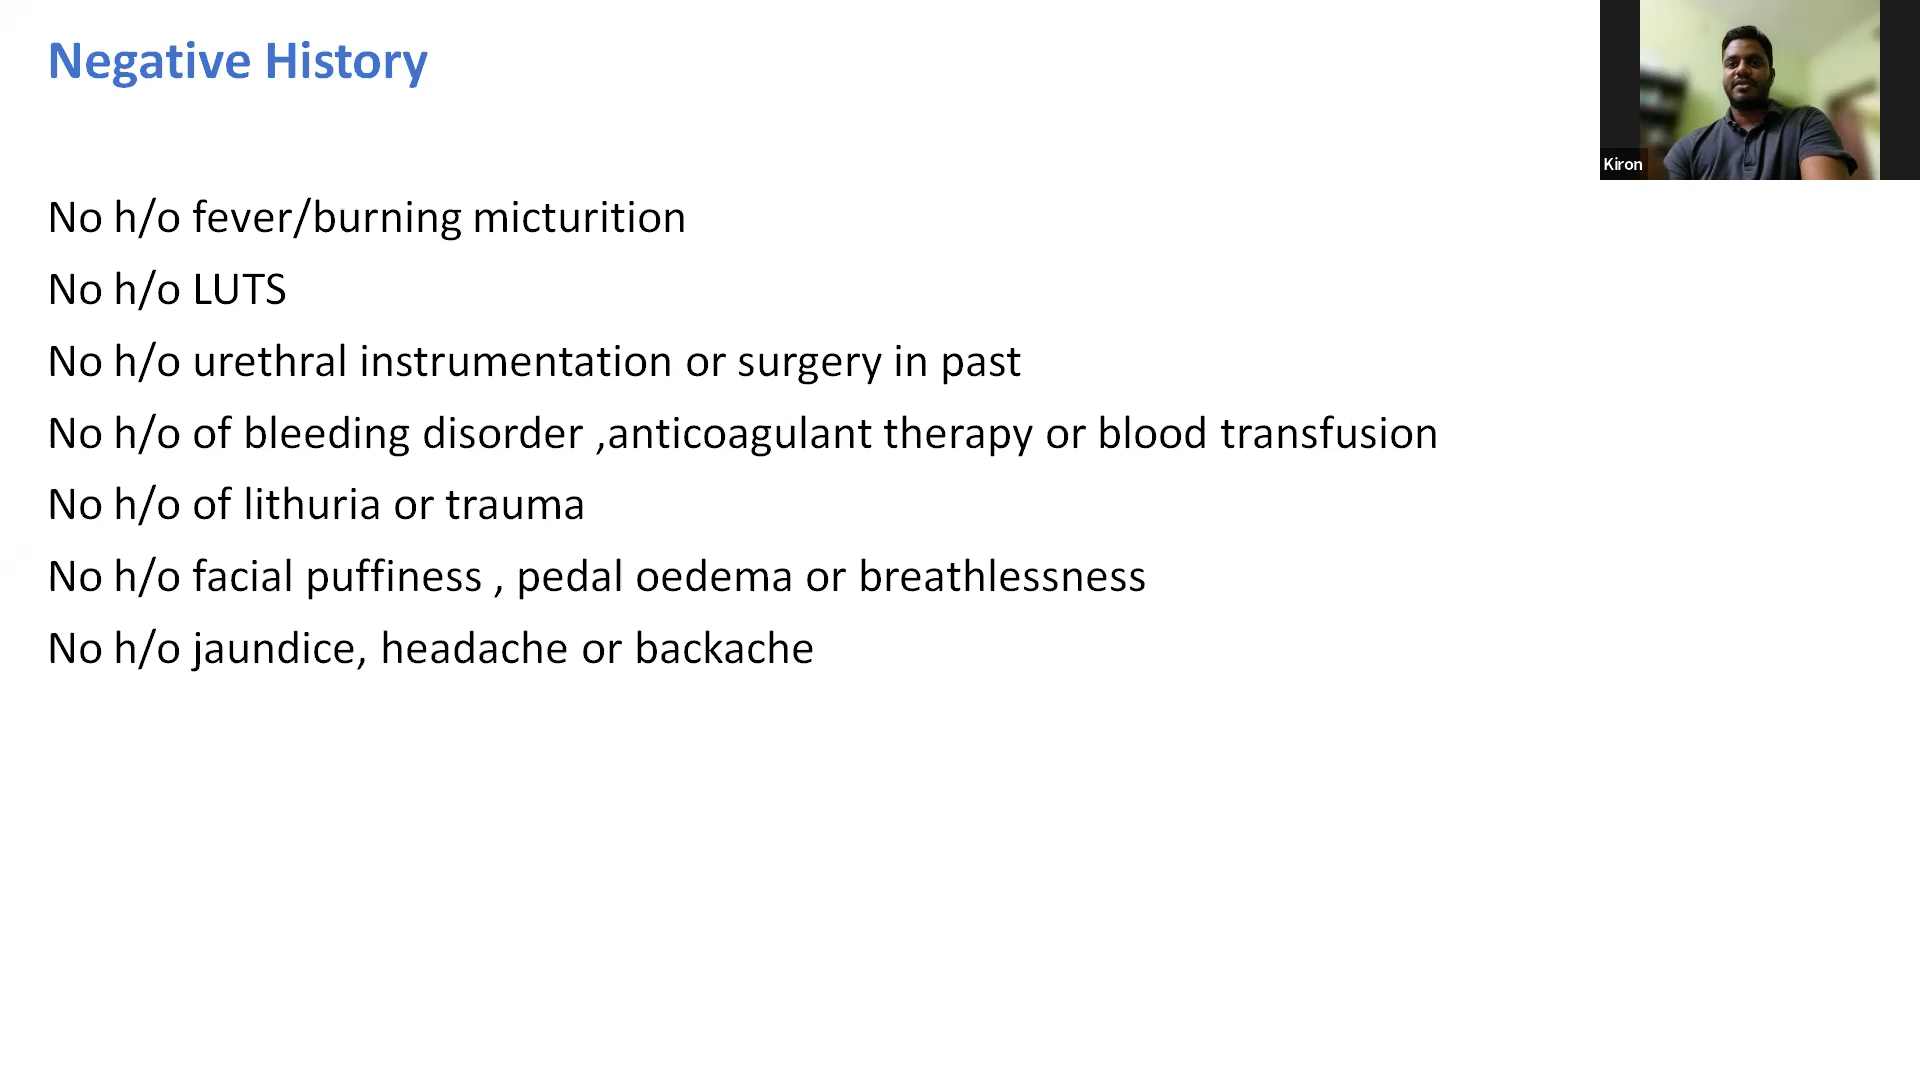 Negative History
Kiron
No h/o fever/burning micturition
No h/o LUTS
No h/o urethral instrumentation or surgery in past
No h/o of bleeding disorder ,anticoagulant therapy or blood transfusion
No h/o of lithuria or trauma
No h/o facial puffiness , pedal oedema or breathlessness
No h/o jaundice, headache or backache